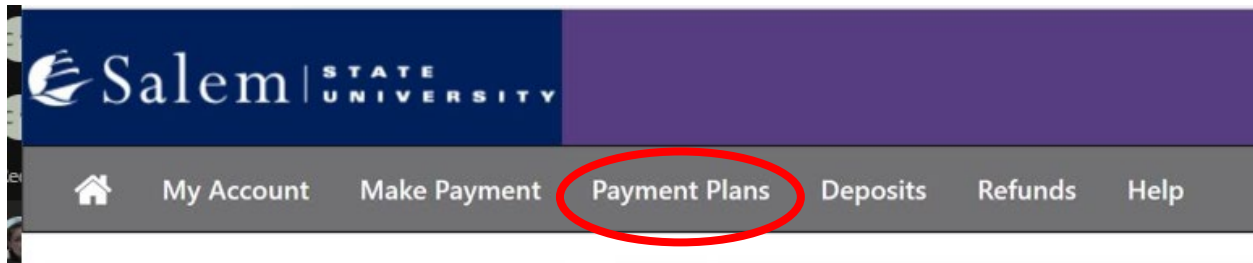 Salem STATE UNIVERSITY
My Account Make Payment Payment Plans Deposits Refunds Help